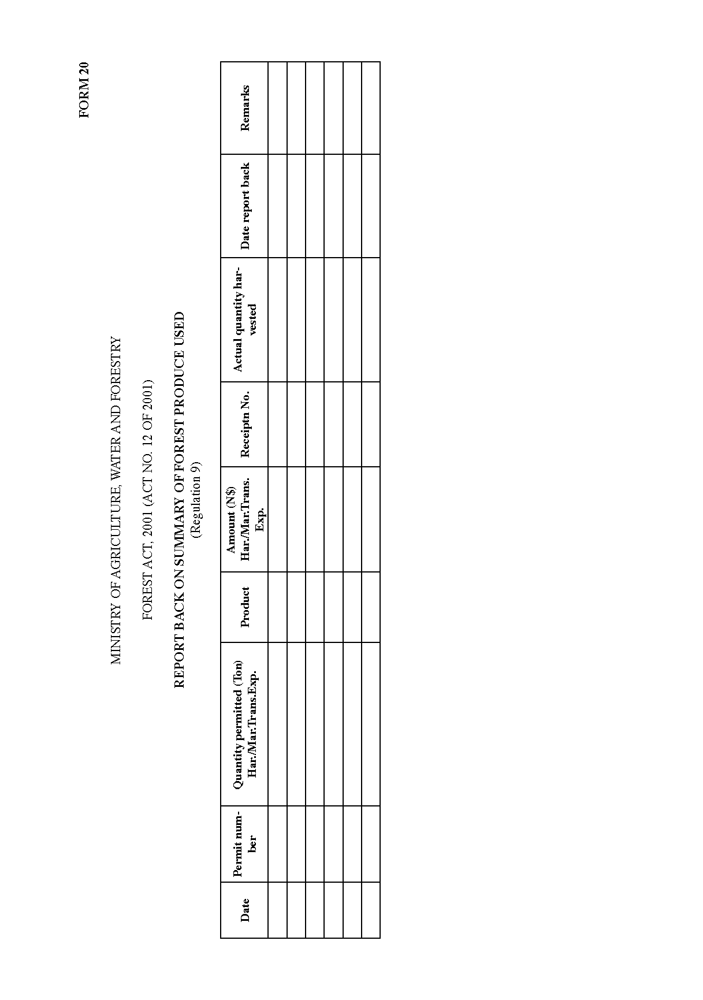 FORM 20
MINISTRY OF AGRICULTURE, WATER AND FORESTRY
FOREST ACT, 2001 (ACT NO. 12 OF 2001)
REPORT BACK ON SUMMARY OF FOREST PRODUCE USED
(Regulation 9)
Date
Permit num-
ber
Quantity permitted (Ton)
Har./Mar.Trans.Exp.
Product
Amount (N$)
Har./Mar.Trans.
Exp.
Receiptn No.
Actual quantity har-
vested
Date report back
Remarks